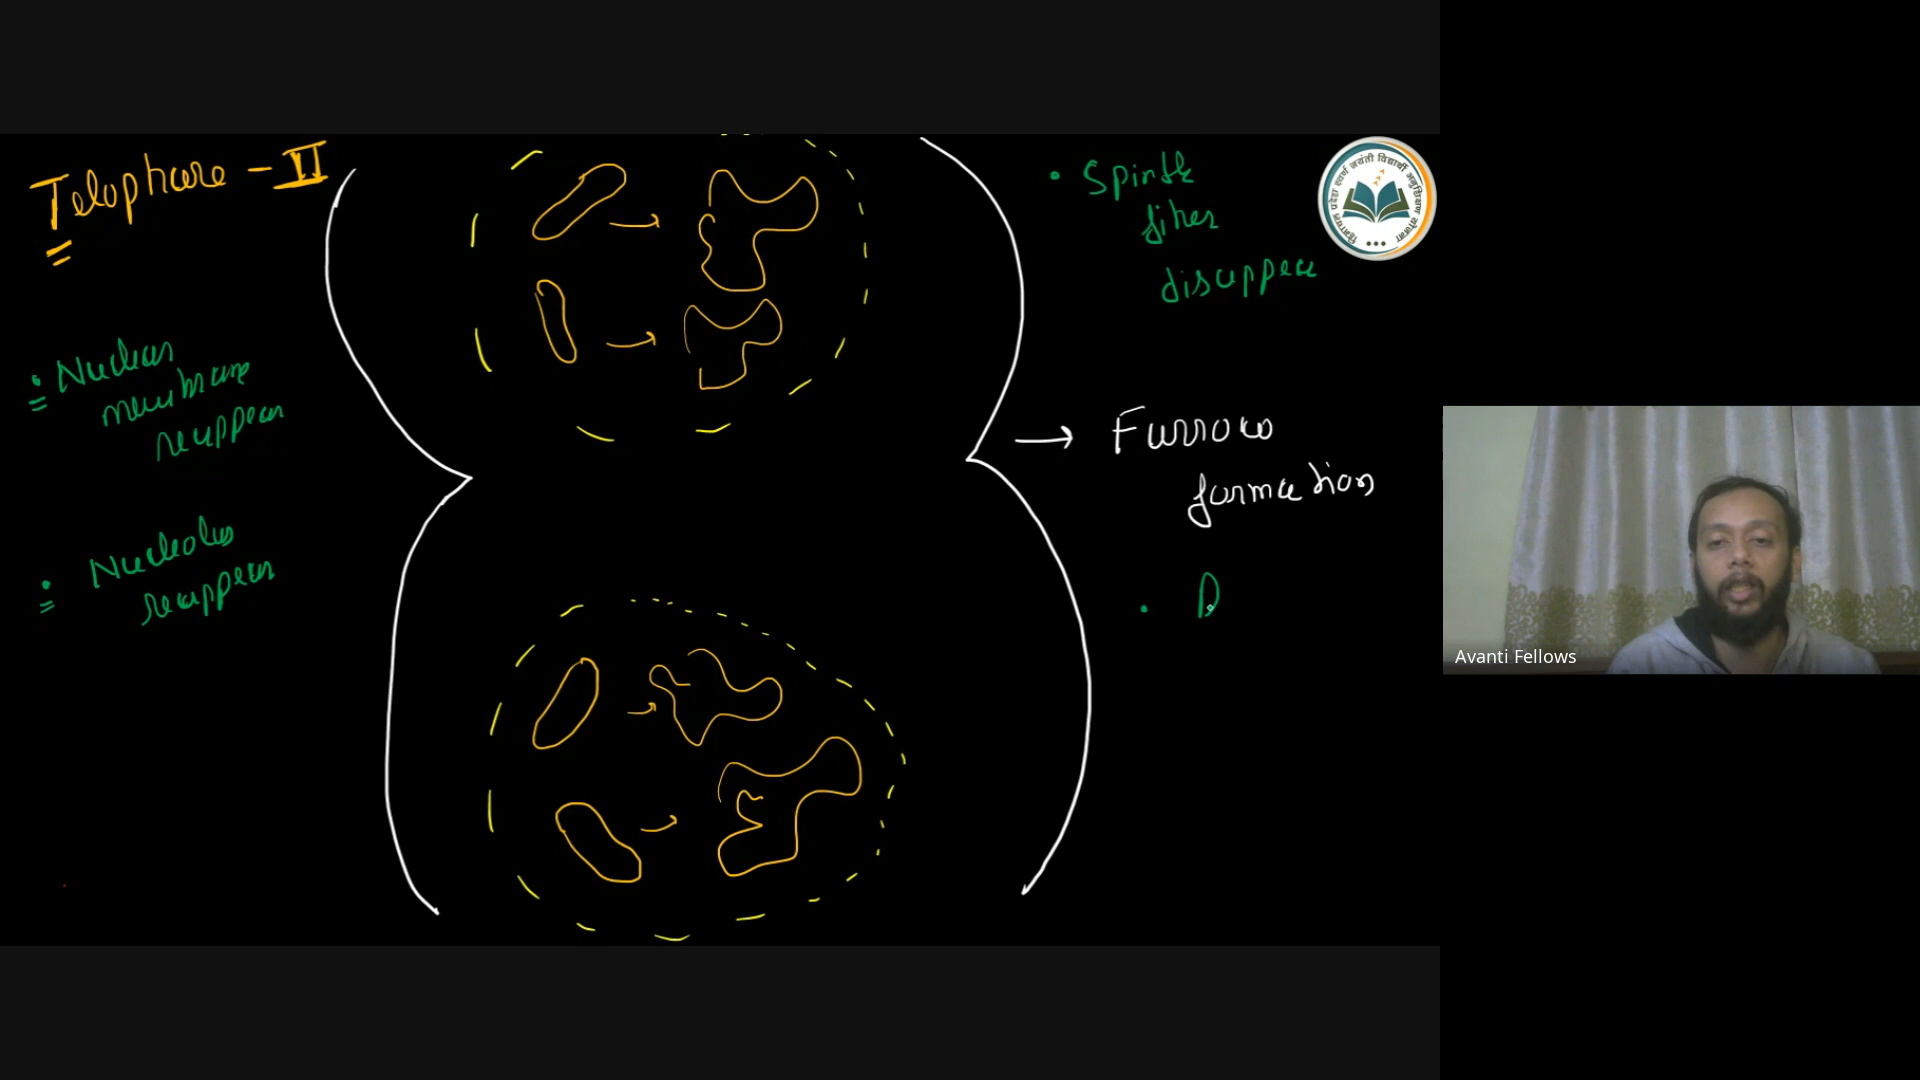 Telophase - II
• Spindle
fiber
disappear
• Nuclear
membrane
reappear
→ Furrow
formation
• Nucleolus
reappear
• D
Avanti Fellows